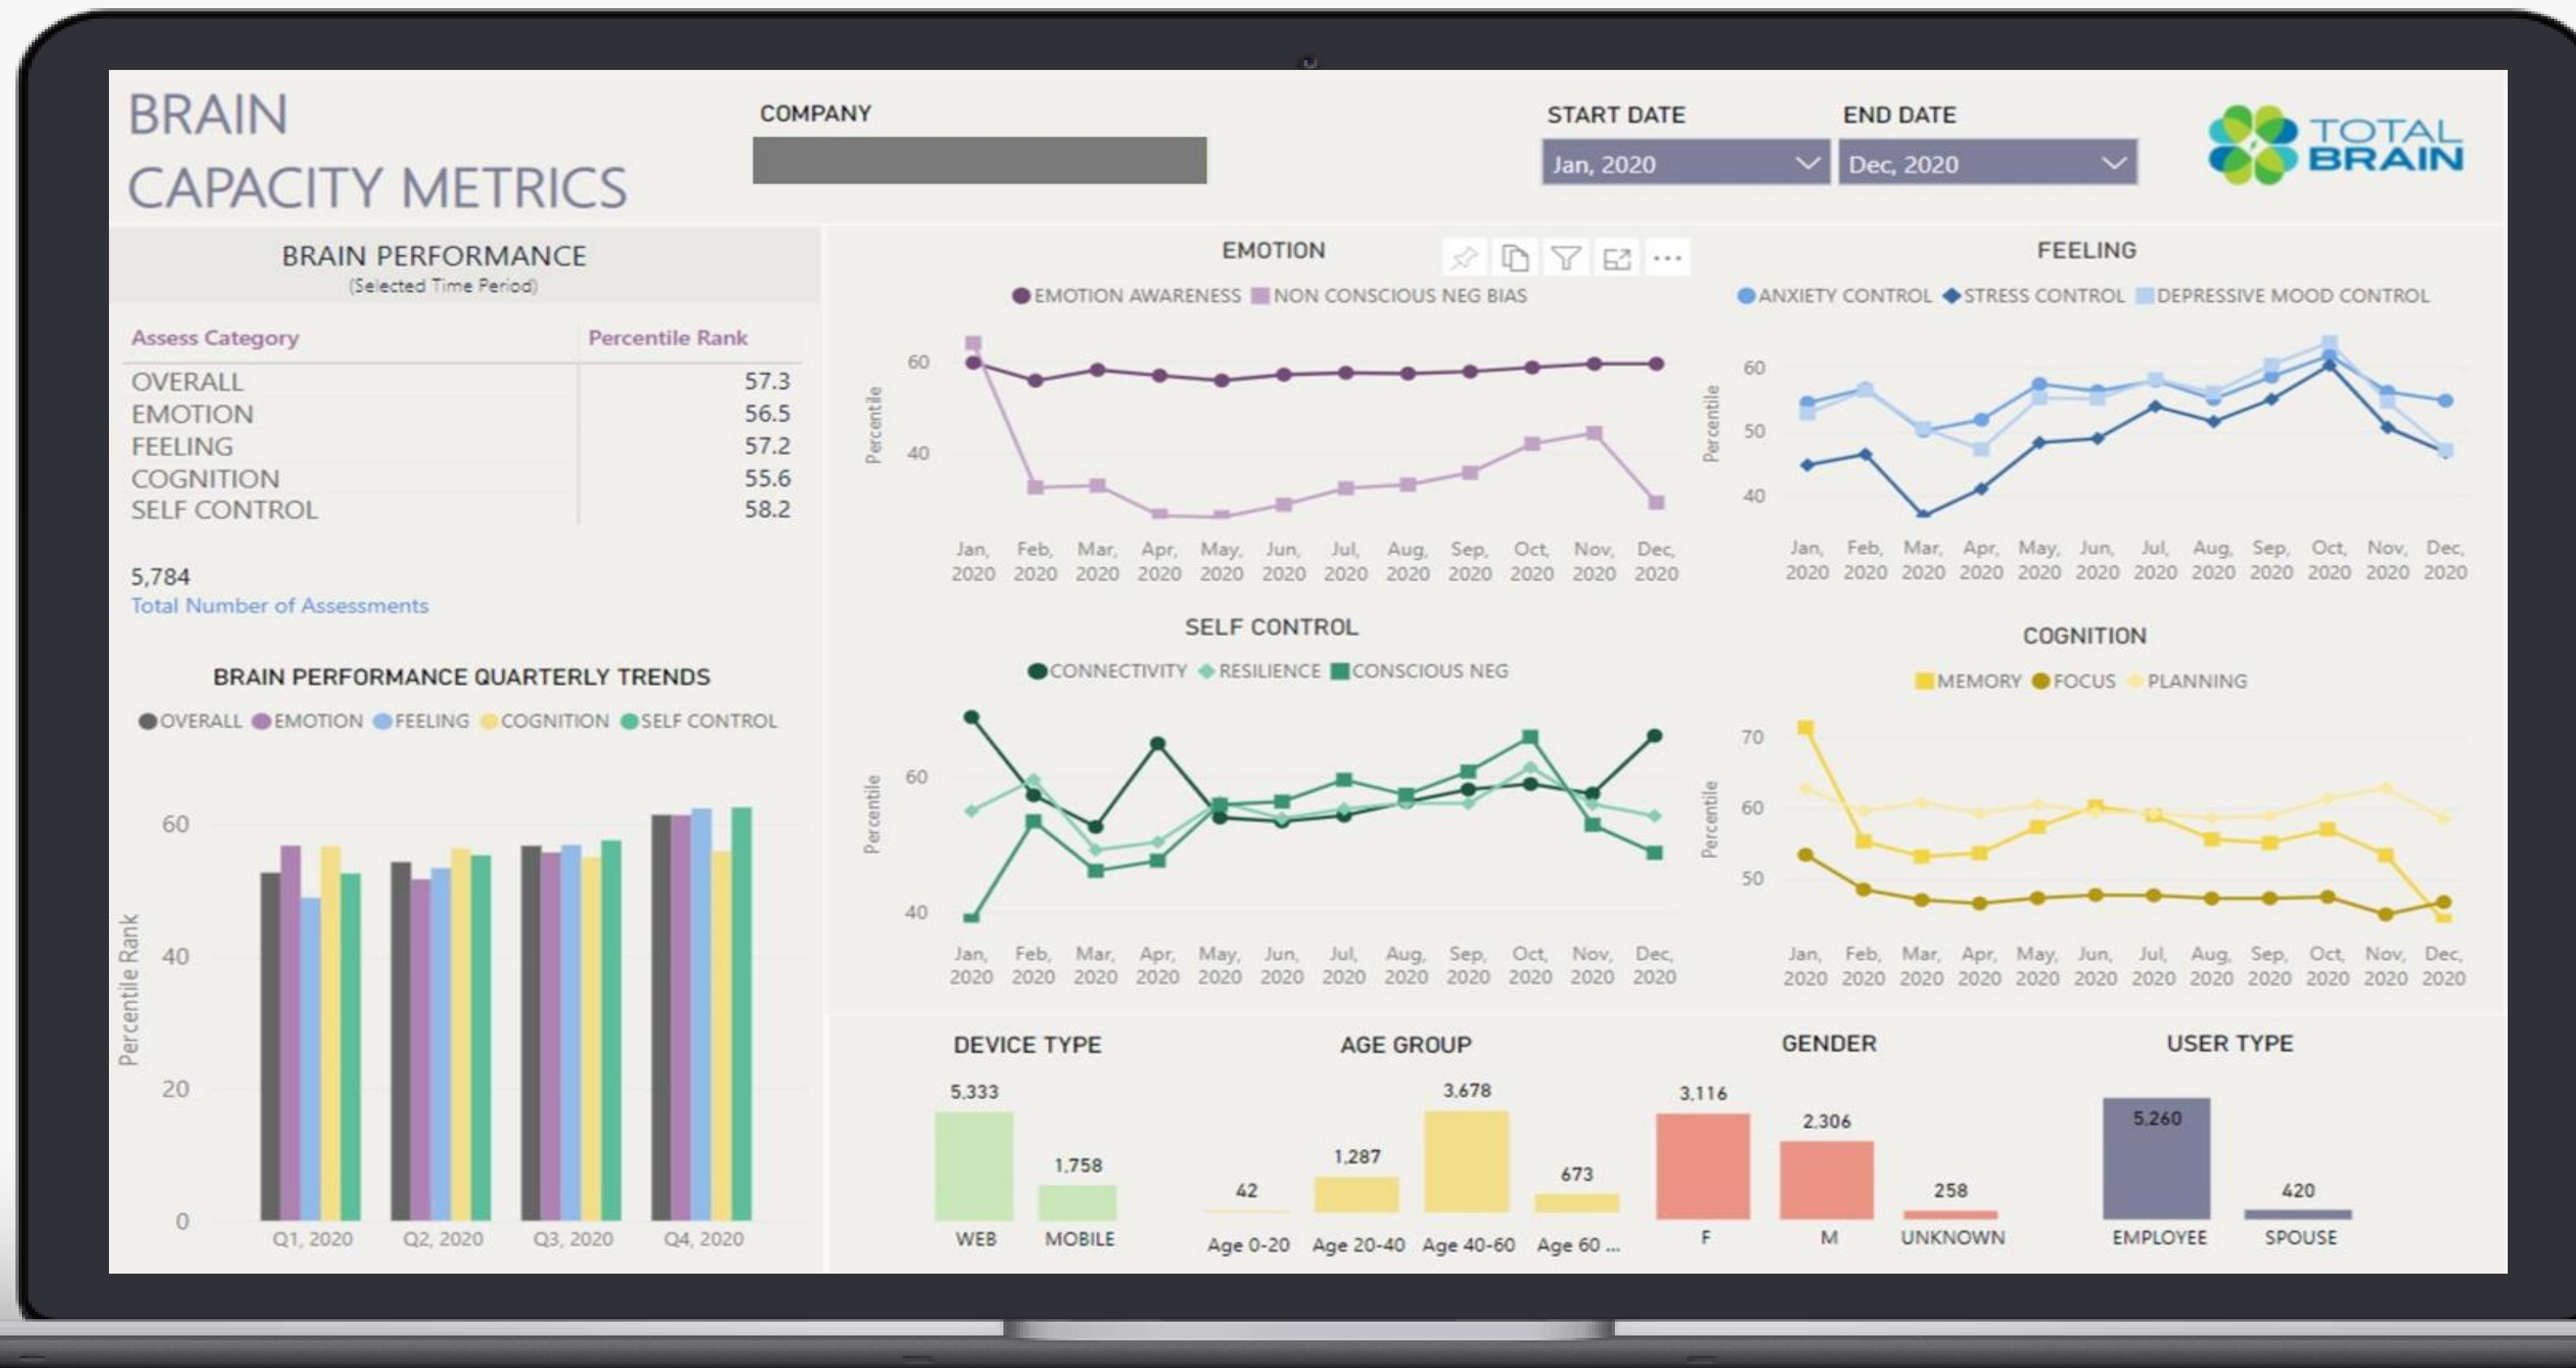 BRAIN
CAPACITY METRICS
COMPANY
START DATE
Jan, 2020
END DATE
Dec, 2020
TOTAL
BRAIN
BRAIN PERFORMANCE
(Selected Time Period)
Assess Category Percentile Rank
OVERALL 57.3
EMOTION 56.5
FEELING 57.2
COGNITION 55.6
SELF CONTROL 58.2
5,784
Total Number of Assessments
BRAIN PERFORMANCE QUARTERLY TRENDS
OVERALL EMOTION FEELING COGNITION SELF CONTROL
Percentile Rank
60
40
20
0
Q1, 2020 Q2, 2020 Q3, 2020 Q4, 2020
EMOTION
...
EMOTION AWARENESS NON CONSCIOUS NEG BIAS
Percentile
60
40
Jan, Feb, Mar, Apr, May, Jun, Jul, Aug, Sep, Oct, Nov, Dec,
2020 2020 2020 2020 2020 2020 2020 2020 2020 2020 2020 2020
FEELING
ANXIETY CONTROL STRESS CONTROL DEPRESSIVE MOOD CONTROL
Percentile
60
50
40
Jan, Feb, Mar, Apr, May, Jun, Jul, Aug, Sep, Oct, Nov, Dec,
2020 2020 2020 2020 2020 2020 2020 2020 2020 2020 2020 2020
SELF CONTROL
CONNECTIVITY RESILIENCE CONSCIOUS NEG
Percentile
60
40
Jan, Feb, Mar, Apr, May, Jun, Jul, Aug, Sep, Oct, Nov, Dec,
2020 2020 2020 2020 2020 2020 2020 2020 2020 2020 2020 2020
COGNITION
MEMORY FOCUS PLANNING
Percentile
70
60
50
Jan, Feb, Mar, Apr, May, Jun, Jul, Aug, Sep, Oct, Nov, Dec,
2020 2020 2020 2020 2020 2020 2020 2020 2020 2020 2020 2020
DEVICE TYPE
5,333 1,758
WEB MOBILE
AGE GROUP
42 1,287 3,678 673
Age 0-20 Age 20-40 Age 40-60 Age 60 ...
GENDER
3,116 2,306 258
F M UNKNOWN
USER TYPE
5,260 420
EMPLOYEE SPOUSE